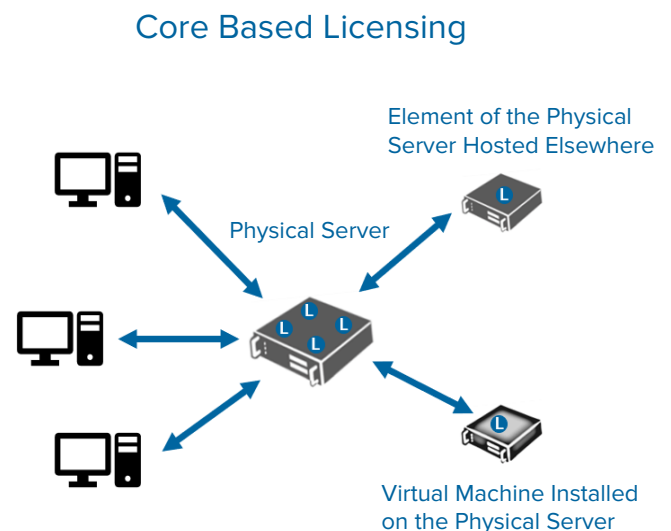 Core Based Licensing
Element of the Physical
Server Hosted Elsewhere
L
Physical Server
L
L
L
L
L
Virtual Machine Installed
on the Physical Server